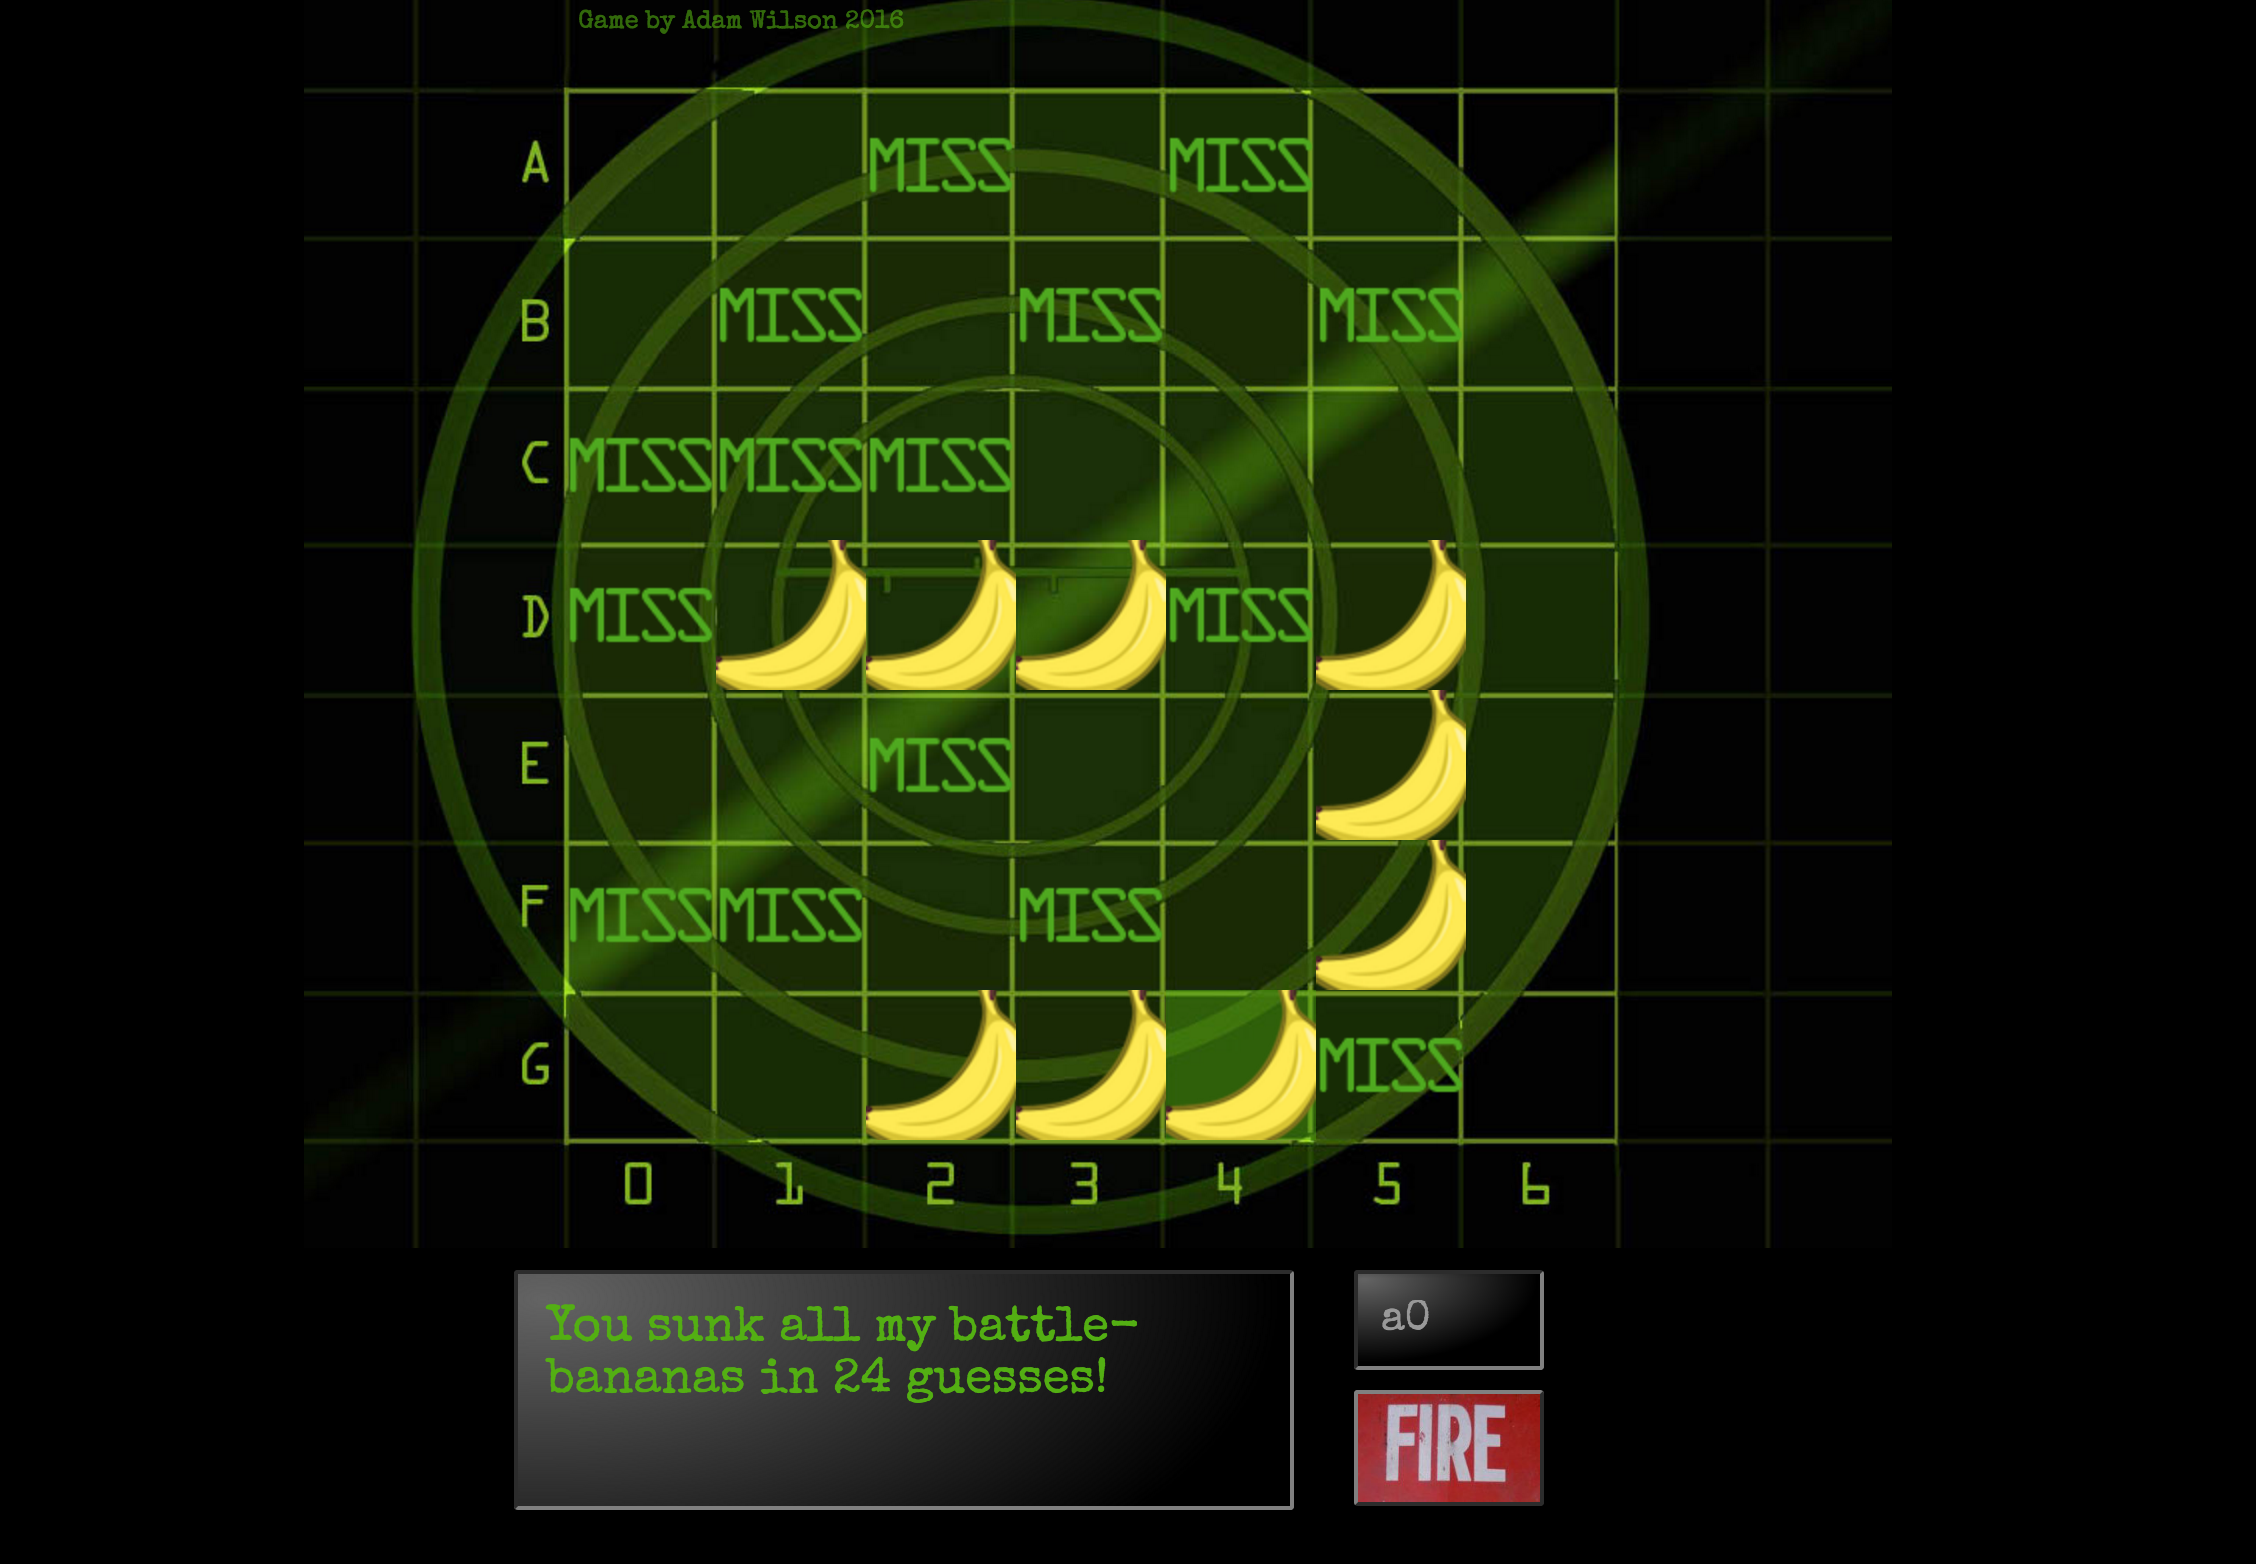 Game by Adam Wilson 2016
A MISS MISS
B MISS MISS MISS
C MISS MISS MISS
D MISS MISS
E MISS
F MISS MISS MISS
G MISS
0 1 2 3 4 5 6
You sunk all my battle-
bananas in 24 guesses!
a0
FIRE